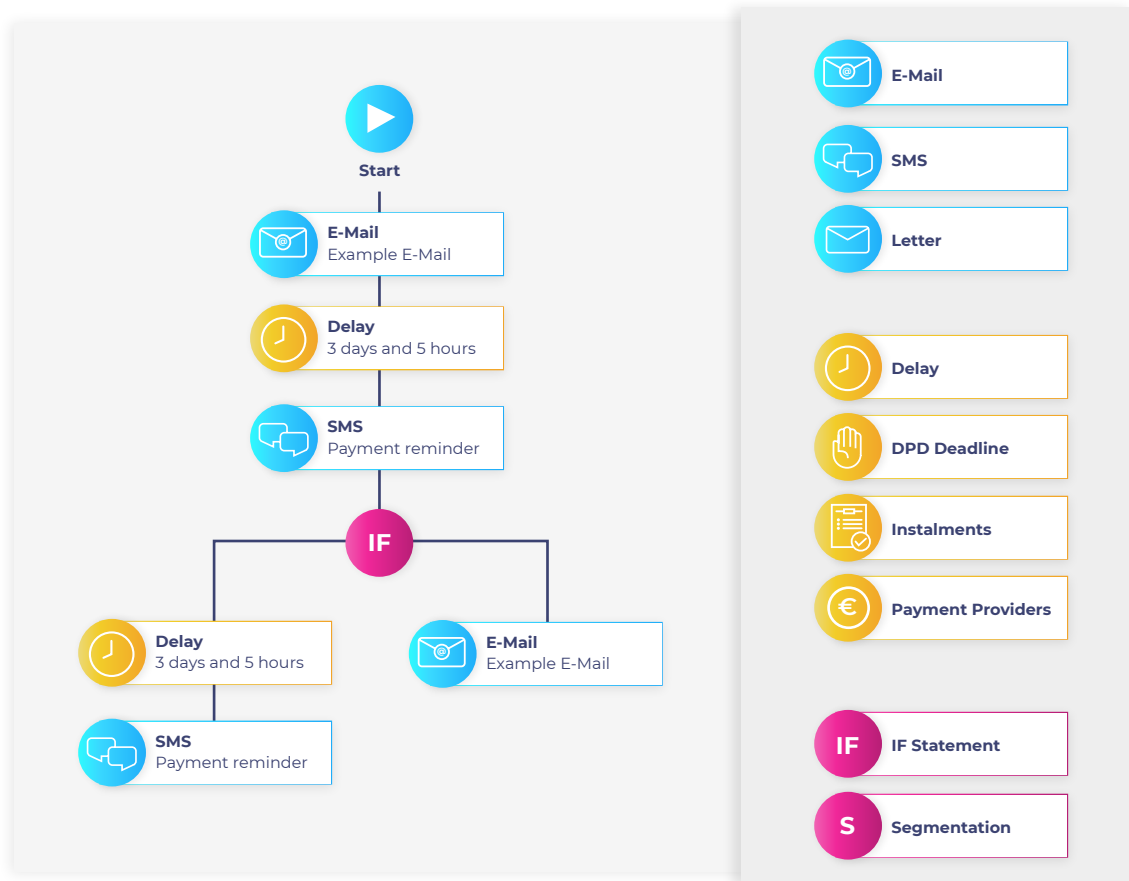 Start
E-Mail
Example E-Mail
Delay
3 days and 5 hours
SMS
Payment reminder
IF
Delay
3 days and 5 hours
SMS
Payment reminder
E-Mail
Example E-Mail
@
@
E-Mail
@
SMS
Letter
Delay
DPD Deadline
Instalments
€
Payment Providers
IF
IF Statement
S
Segmentation